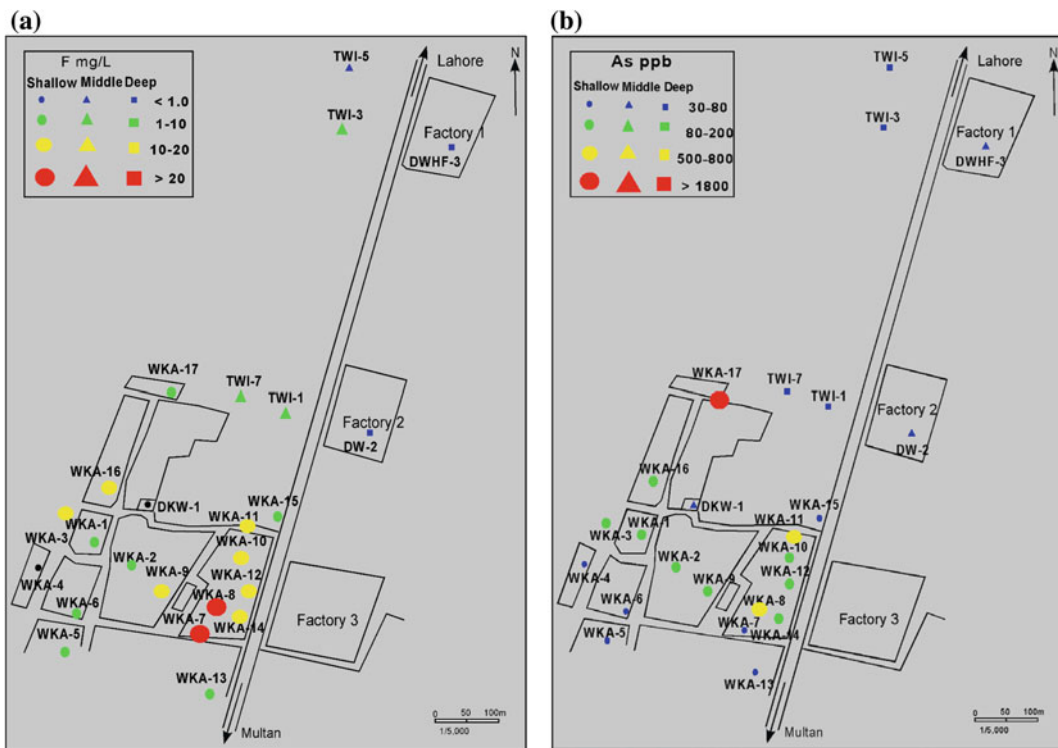 (a)
F mg/L
Shallow Middle Deep
< 1.0
1-10
10-20
> 20
TWI-5
Lahore
N
TWI-3
Factory 1
DWHF-3
WKA-17
TWI-7
TWI-1
Factory 2
DW-2
WKA-16
DKW-1
WKA-15
WKA-11
WKA-1
WKA-3
WKA-10
WKA-2
WKA-9
WKA-12
WKA-4
WKA-8
WKA-6
WKA-7
WKA-14
Factory 3
WKA-5
WKA-13
0 50 100m
1/5,000
Multan
(b)
As ppb
Shallow Middle Deep
30-80
80-200
500-800
> 1800
TWI-5
Lahore
N
TWI-3
Factory 1
DWHF-3
WKA-17
TWI-7
TWI-1
Factory 2
DW-2
WKA-16
DKW-1
WKA-15
WKA-11
WKA-1
WKA-3
WKA-10
WKA-2
WKA-12
WKA-9
WKA-4
WKA-8
WKA-6
WKA-7
WKA-14
Factory 3
WKA-5
WKA-13
0 50 100m
1/5,000
Multan